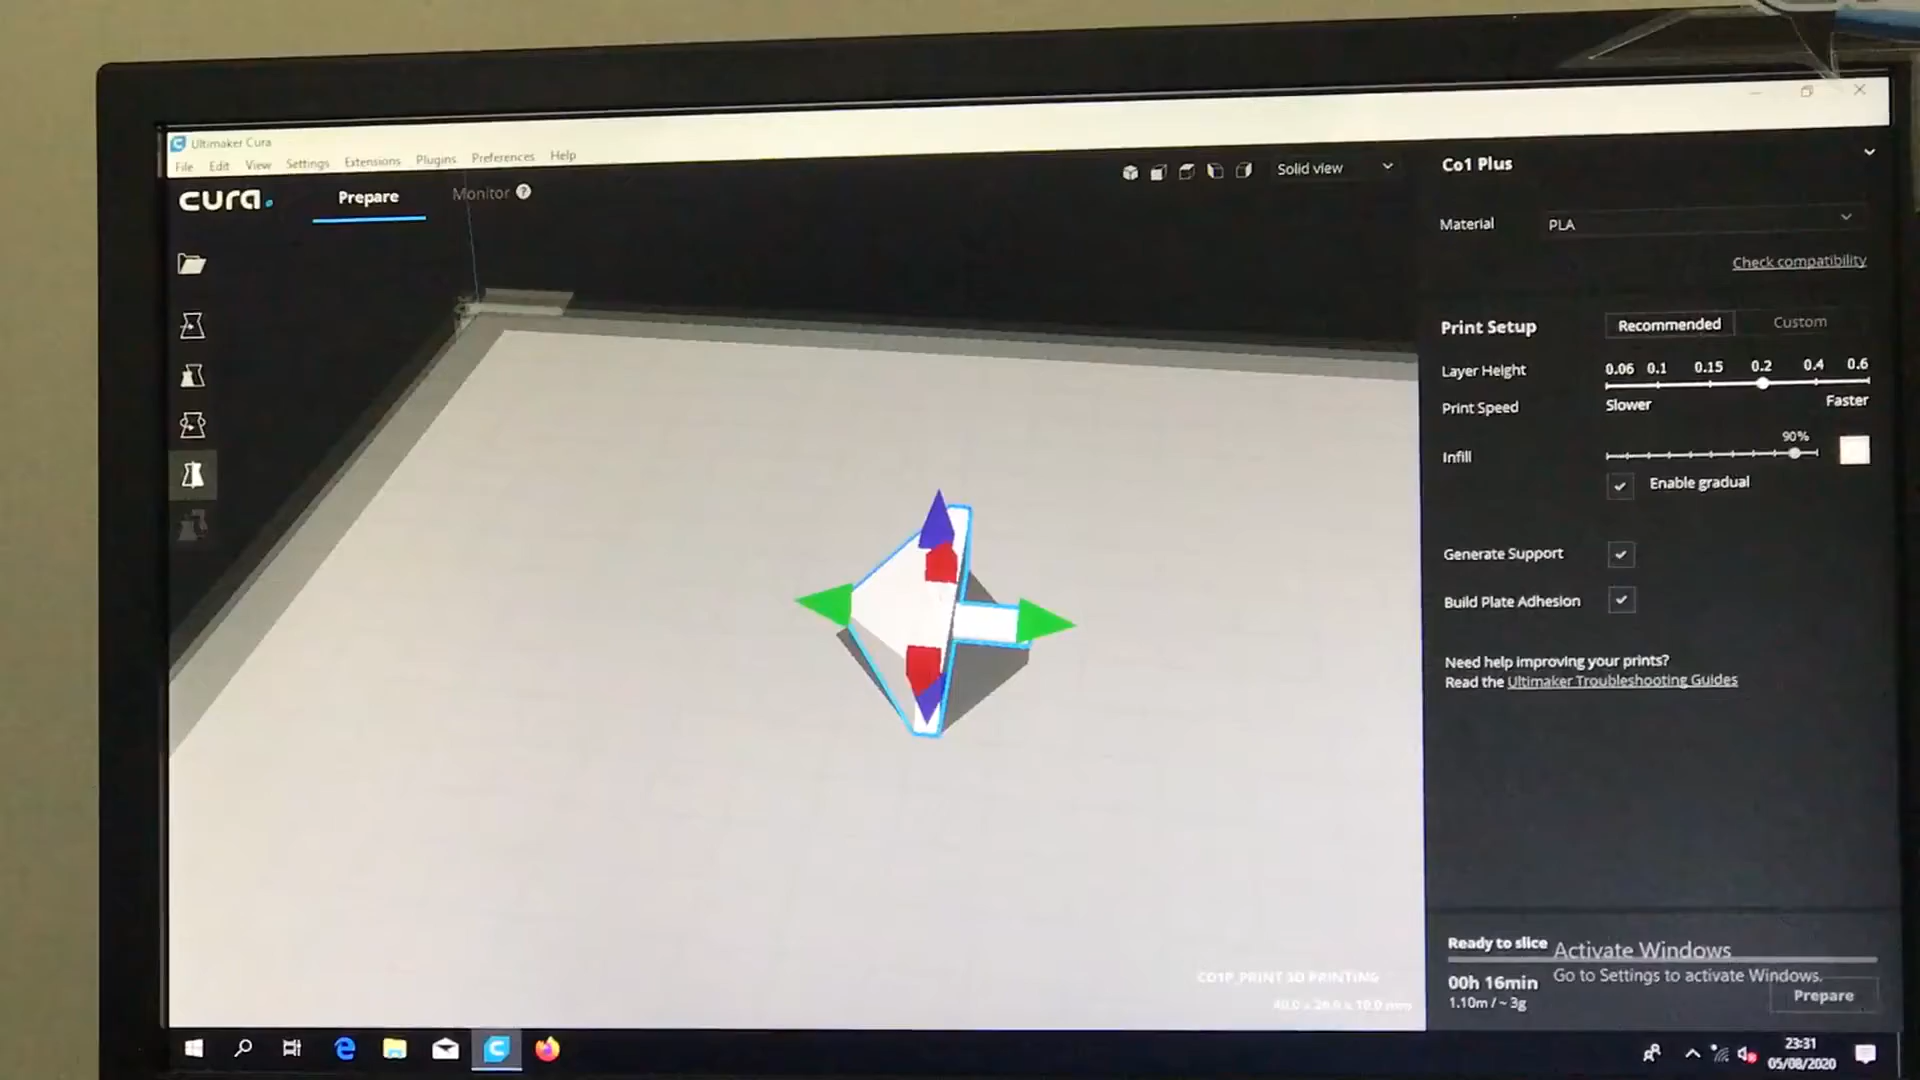 Ultimaker Cura
File Edit View Settings Extensions Plugins Preferences Help
cura.
Prepare
Monitor ?
Solid view
Co1 Plus
Material PLA
Check compatibility
Print Setup Recommended Custom
Layer Height 0.06 0.1 0.15 0.2 0.4 0.6
Print Speed Slower Faster
90%
Infill
Enable gradual
Generate Support
Build Plate Adhesion
Need help improving your prints?
Read the Ultimaker Troubleshooting Guides
CO1P_PRINT 3D PRINTING
Ready to slice
Activate Windows
Go to Settings to activate Windows.
00h 16min
1.10m / ~ 3g
Prepare
23:31
05/08/2020